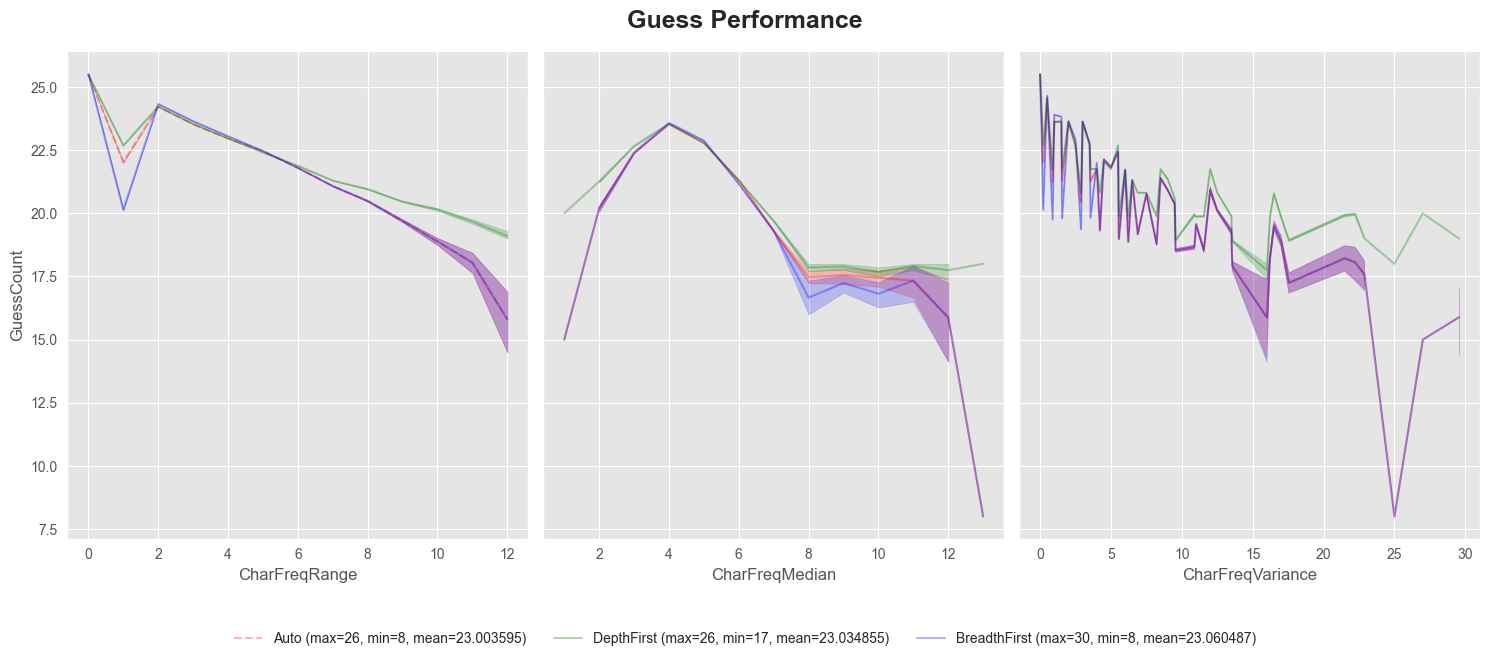 Guess Performance
GuessCount
25.0
22.5
20.0
17.5
15.0
12.5
10.0
7.5
0 2 4 6 8 10 12
2 4 6 8 10 12
0 5 10 15 20 25 30
CharFreqRange
CharFreqMedian
CharFreqVariance
Auto (max=26, min=8, mean=23.003595)
DepthFirst (max=26, min=17, mean=23.034855)
BreadthFirst (max=30, min=8, mean=23.060487)